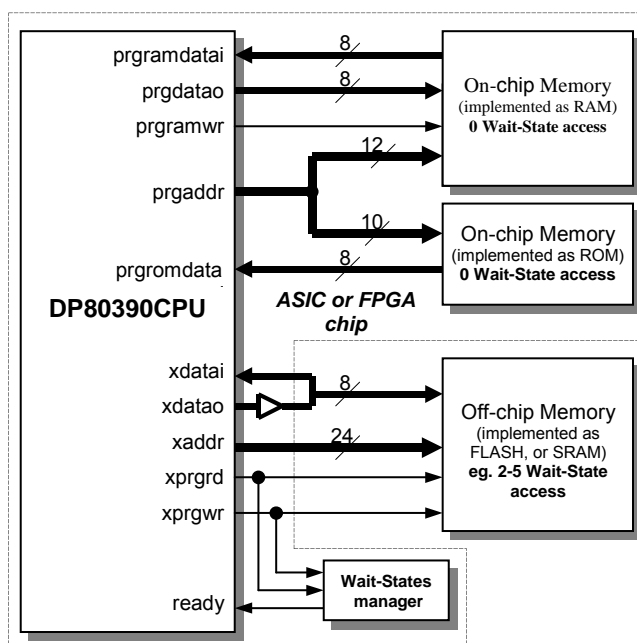 prgramdatai
8
prgdatao
8
prgramwr
On-chip Memory
(implemented as RAM)
0 Wait-State access
12
prgaddr
10
On-chip Memory
(implemented as ROM)
0 Wait-State access
prgromdata
8
DP80390CPU
ASIC or FPGA
chip
xdatai
xdatao
8
xaddr
24
xprgrd
xprgwr
Off-chip Memory
(implemented as
FLASH, or SRAM)
eg. 2-5 Wait-State
access
ready
Wait-States
manager